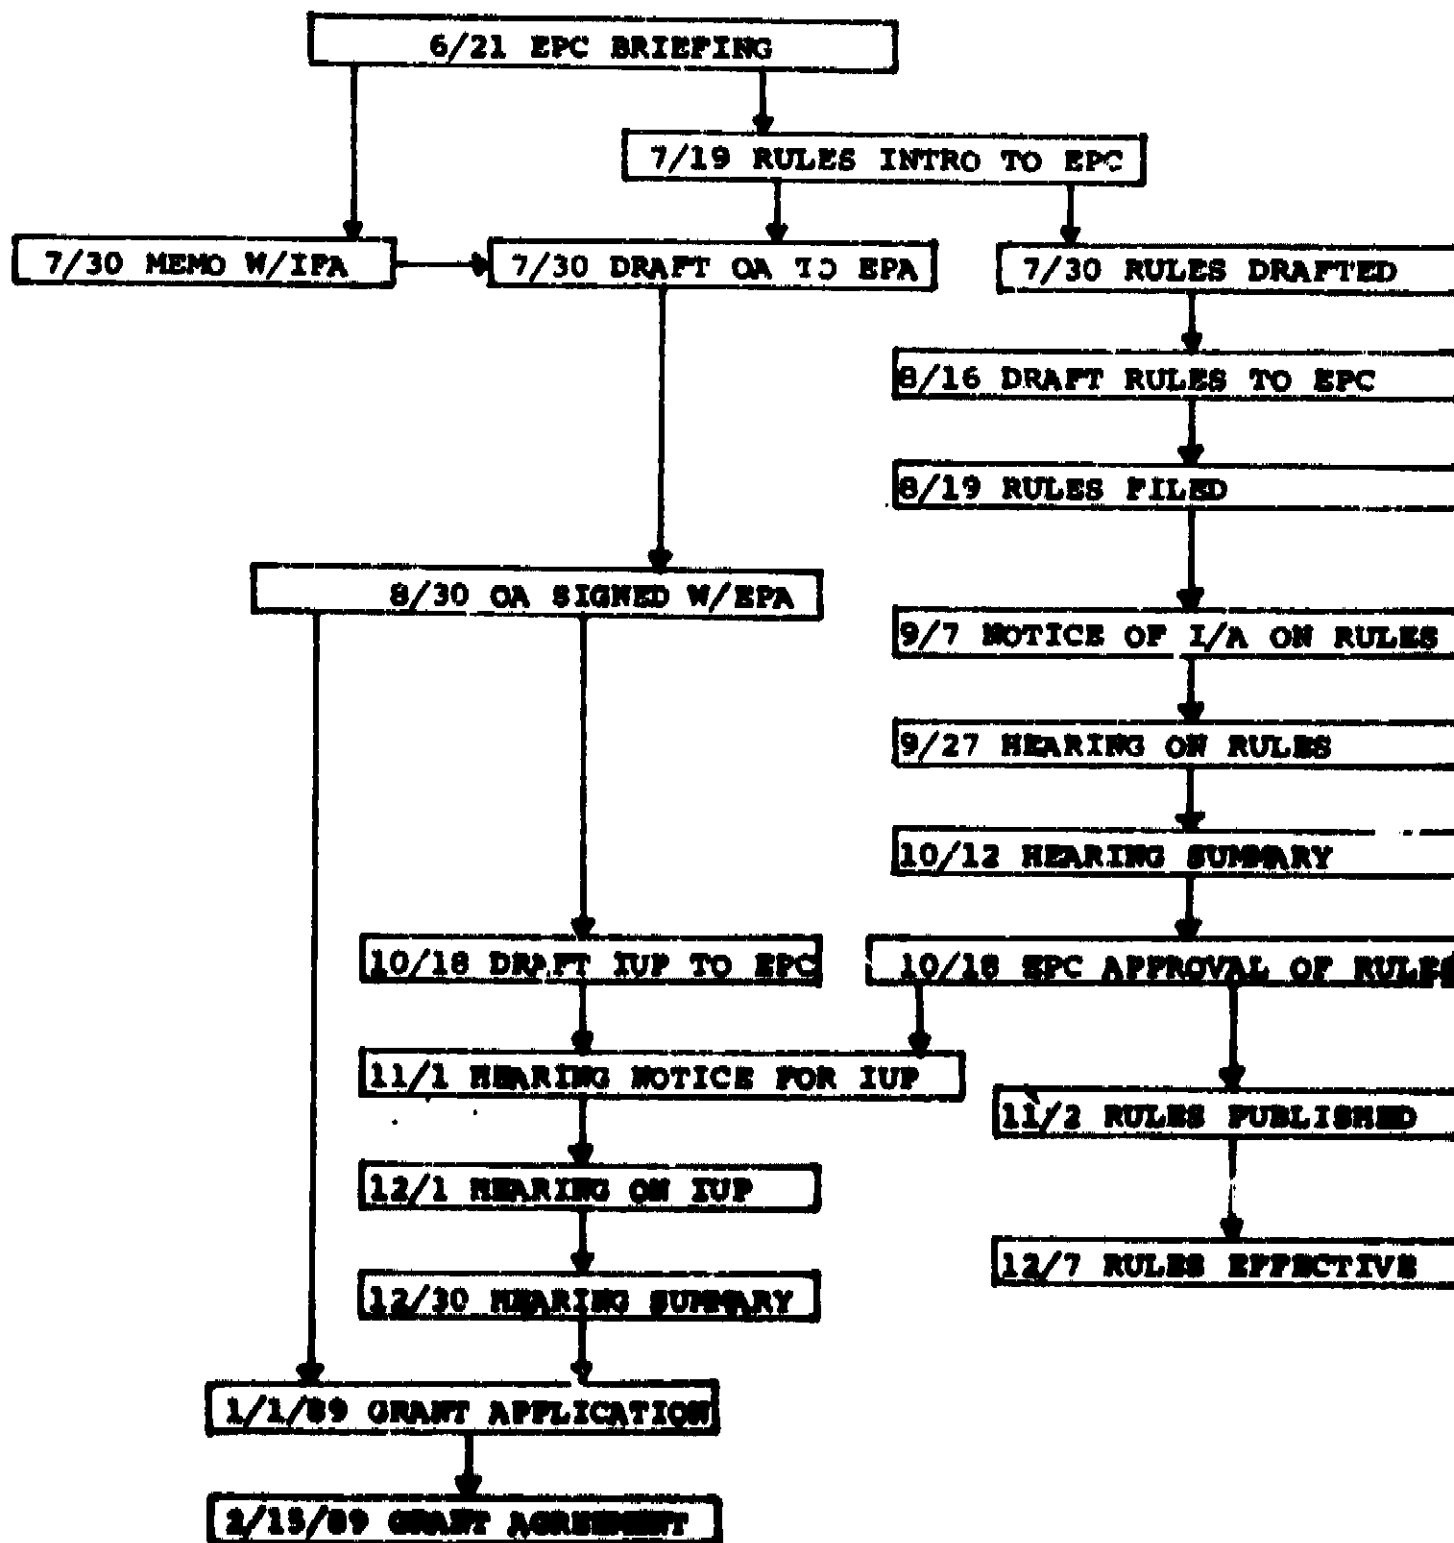 6/21 EPC BRIEFING
7/19 RULES INTRO TO EPC
7/30 MEMO W/IFA
7/30 DRAFT OA TO EPA
7/30 RULES DRAFTED
8/16 DRAFT RULES TO EPC
8/19 RULES FILED
8/30 OA SIGNED W/EPA
9/7 NOTICE OF I/A ON RULES
9/27 HEARING ON RULES
10/12 HEARING SUMMARY
10/18 DRAFT IUP TO EPC
10/18 EPC APPROVAL OF RULES
11/1 HEARING NOTICE FOR IUP
11/2 RULES PUBLISHED
12/1 HEARING ON IUP
12/7 RULES EFFECTIVE
12/30 HEARING SUMMARY
1/1/89 GRANT APPLICATION
2/15/89 GRANT AGREEMENT